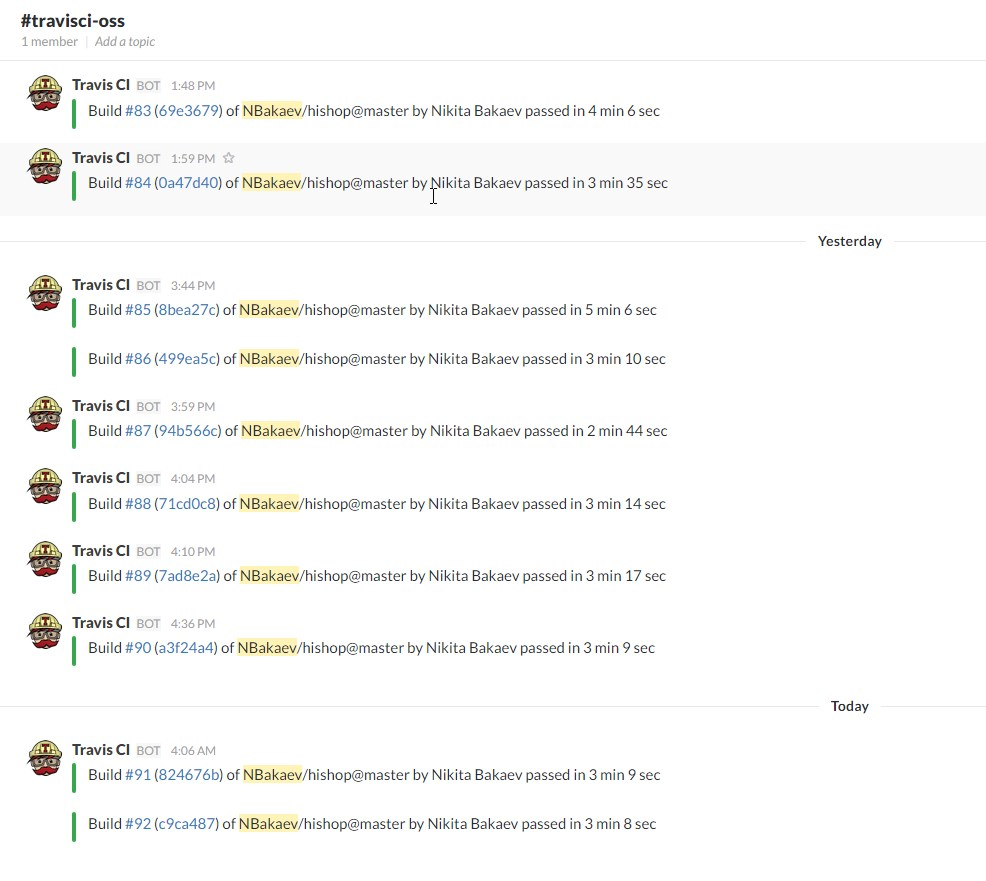 #travisci-oss
1 member | Add a topic
Travis CI BOT 1:48 PM
Build #83 (69e3679) of NBakaev/hishop@master by Nikita Bakaev passed in 4 min 6 sec
Travis CI BOT 1:59 PM ☆
Build #84 (0a47d40) of NBakaev/hishop@master by Nikita Bakaev passed in 3 min 35 sec
Yesterday
Travis CI BOT 3:44 PM
Build #85 (8bea27c) of NBakaev/hishop@master by Nikita Bakaev passed in 5 min 6 sec
Build #86 (499ea5c) of NBakaev/hishop@master by Nikita Bakaev passed in 3 min 10 sec
Travis CI BOT 3:59 PM
Build #87 (94b566c) of NBakaev/hishop@master by Nikita Bakaev passed in 2 min 44 sec
Travis CI BOT 4:04 PM
Build #88 (71cd0c8) of NBakaev/hishop@master by Nikita Bakaev passed in 3 min 14 sec
Travis CI BOT 4:10 PM
Build #89 (7ad8e2a) of NBakaev/hishop@master by Nikita Bakaev passed in 3 min 17 sec
Travis CI BOT 4:36 PM
Build #90 (a3f24a4) of NBakaev/hishop@master by Nikita Bakaev passed in 3 min 9 sec
Today
Travis CI BOT 4:06 AM
Build #91 (824676b) of NBakaev/hishop@master by Nikita Bakaev passed in 3 min 9 sec
Build #92 (c9ca487) of NBakaev/hishop@master by Nikita Bakaev passed in 3 min 8 sec